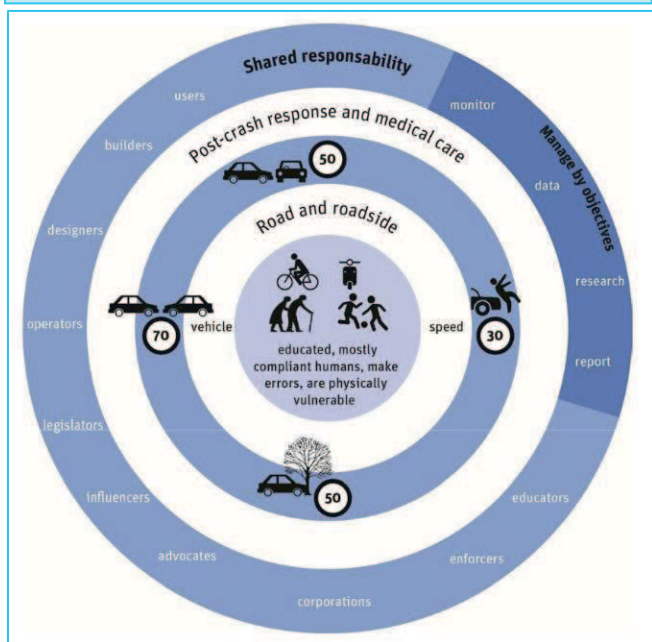 Shared responsability
users
builders
designers
operators
legislators
influencers
advocates
corporations
enforcers
educators
Manage by objectives
monitor
data
research
report
Post-crash response and medical care
50
Road and roadside
70
vehicle
speed
30
educated, mostly
compliant humans, make
errors, are physically
vulnerable
50